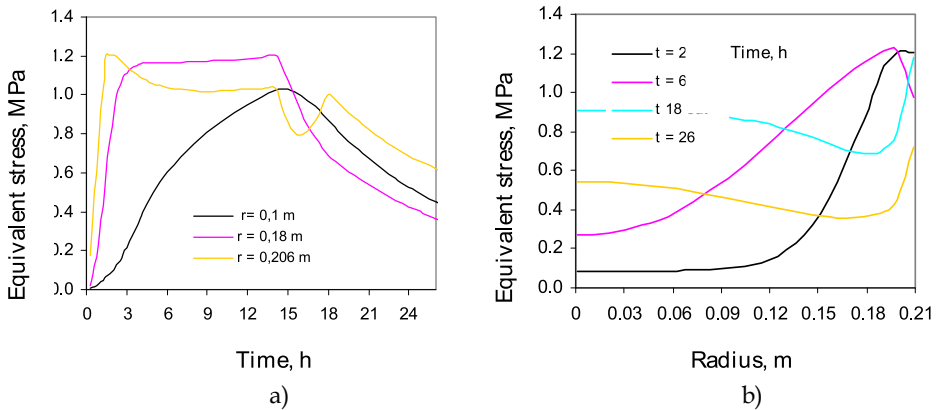 a)
Equivalent stress, MPa
1.4
1.2
1.0
0.8
0.6
0.4
0.2
0.0
0 3 6 9 12 15 18 21 24
Time, h
r= 0,1 m
r = 0,18 m
r = 0,206 m
a)
b)
Equivalent stress, MPa
1.4
1.2
1.0
0.8
0.6
0.4
0.2
0.0
0 0.03 0.06 0.09 0.12 0.15 0.18 0.21
Radius, m
t = 2
t = 6
t 18
t = 26
Time, h
b)